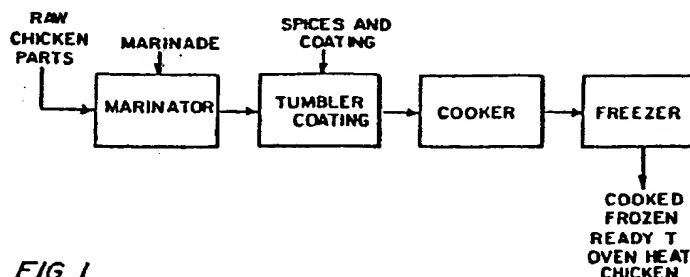 RAW
CHICKEN
PARTS
MARINADE
SPICES AND
COATING
MARINATOR
TUMBLER
COATING
COOKER
FREEZER
COOKED
FROZEN
READY T
OVEN HEAT
CHICKEN
FIG 1